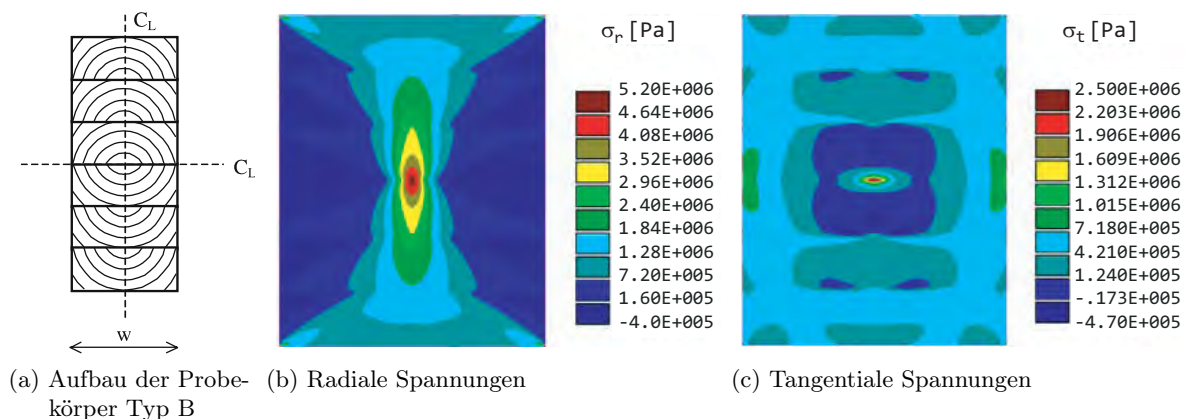 C_L
C_L
w
σ_r [Pa]
5.20E+006
4.64E+006
4.08E+006
3.52E+006
2.96E+006
2.40E+006
1.84E+006
1.28E+006
7.20E+005
1.60E+005
-4.0E+005
σ_t [Pa]
2.500E+006
2.203E+006
1.906E+006
1.609E+006
1.312E+006
1.015E+006
7.180E+005
4.210E+005
1.240E+005
-.173E+005
-4.70E+005
(a) Aufbau der Probe-
körper Typ B
(b) Radiale Spannungen
(c) Tangentiale Spannungen